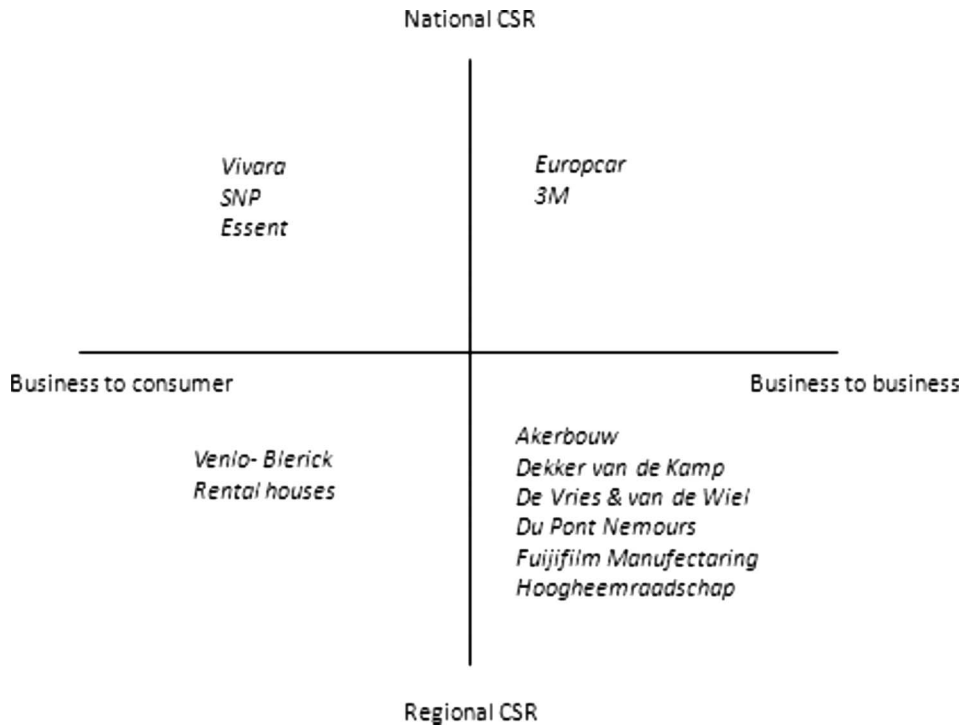 National CSR
Vivara
SNP
Essent
Europcar
3M
Business to consumer
Business to business
Venlo- Blerick
Rental houses
Akerbouw
Dekker van de Kamp
De Vries & van de Wiel
Du Pont Nemours
Fuijifilm Manufectaring
Hoogheemraadschap
Regional CSR